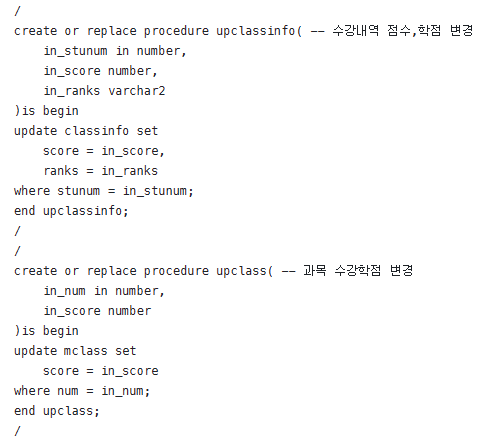 /
create or replace procedure upclassinfo( -- 수강내역 점수,학점 변경
    in_stunum in number,
    in_score number,
    in_ranks varchar2
)is begin
update classinfo set
    score = in_score,
    ranks = in_ranks
where stunum = in_stunum;
end upclassinfo;
/
/
create or replace procedure upclass( -- 과목 수강학점 변경
    in_num in number,
    in_score number
)is begin
update mclass set
    score = in_score
where num = in_num;
end upclass;
/